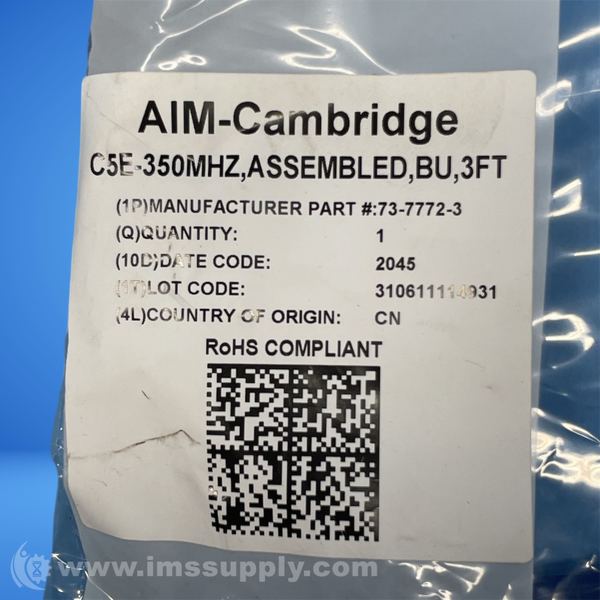 AIM-Cambridge
C5E-350MHZ,ASSEMBLED,BU,3FT
(1P)MANUFACTURER PART #:73-7772-3
(Q)QUANTITY: 1
(10D)DATE CODE: 2045
(1T)LOT CODE: 310611114931
(4L)COUNTRY OF ORIGIN: CN
RoHS COMPLIANT
www.imssupply.com